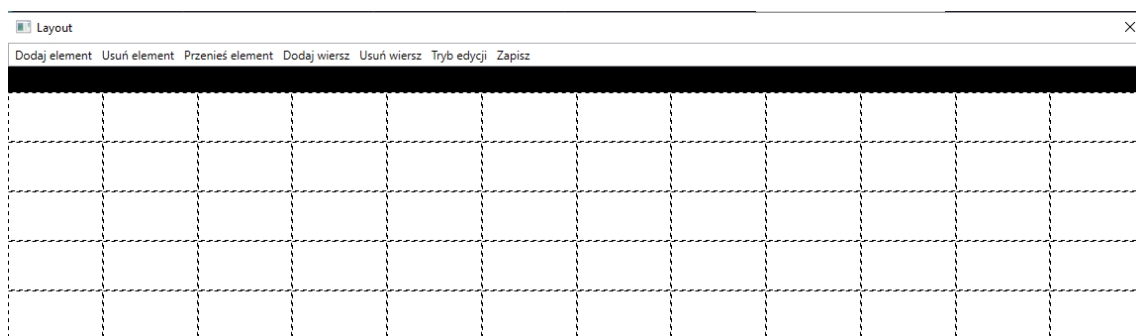 Layout
Dodaj element Usuń element Przenieś element Dodaj wiersz Usuń wiersz Tryb edycji Zapisz